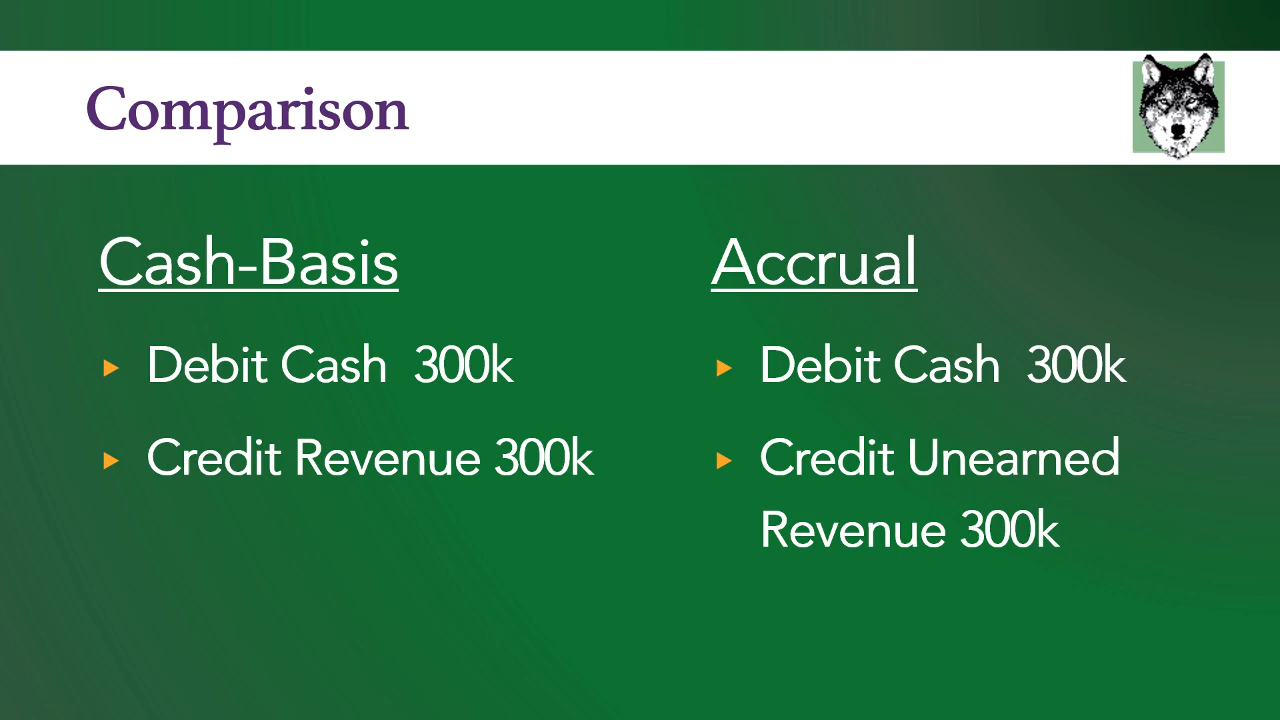 Comparison
Cash-Basis
Debit Cash 300k
Credit Revenue 300k
Accrual
Debit Cash 300k
Credit Unearned
Revenue 300k